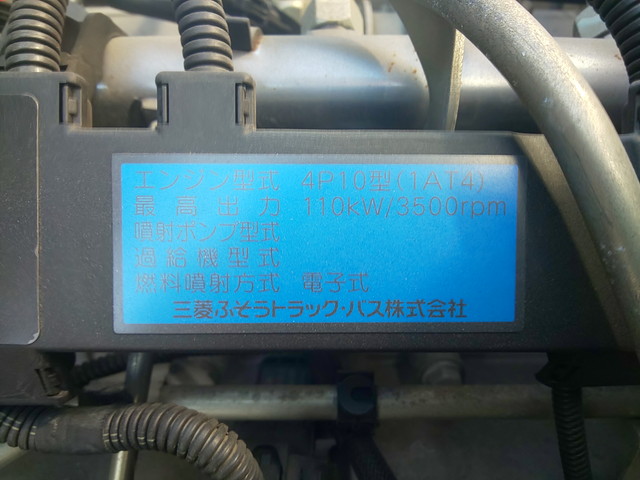 エンジン型式 4P10型(1AT4)
最高出力 110kW/3500rpm
噴射ポンプ型式
過給機型式
燃料噴射方式 電子式
三菱ふそうトラック・バス株式会社